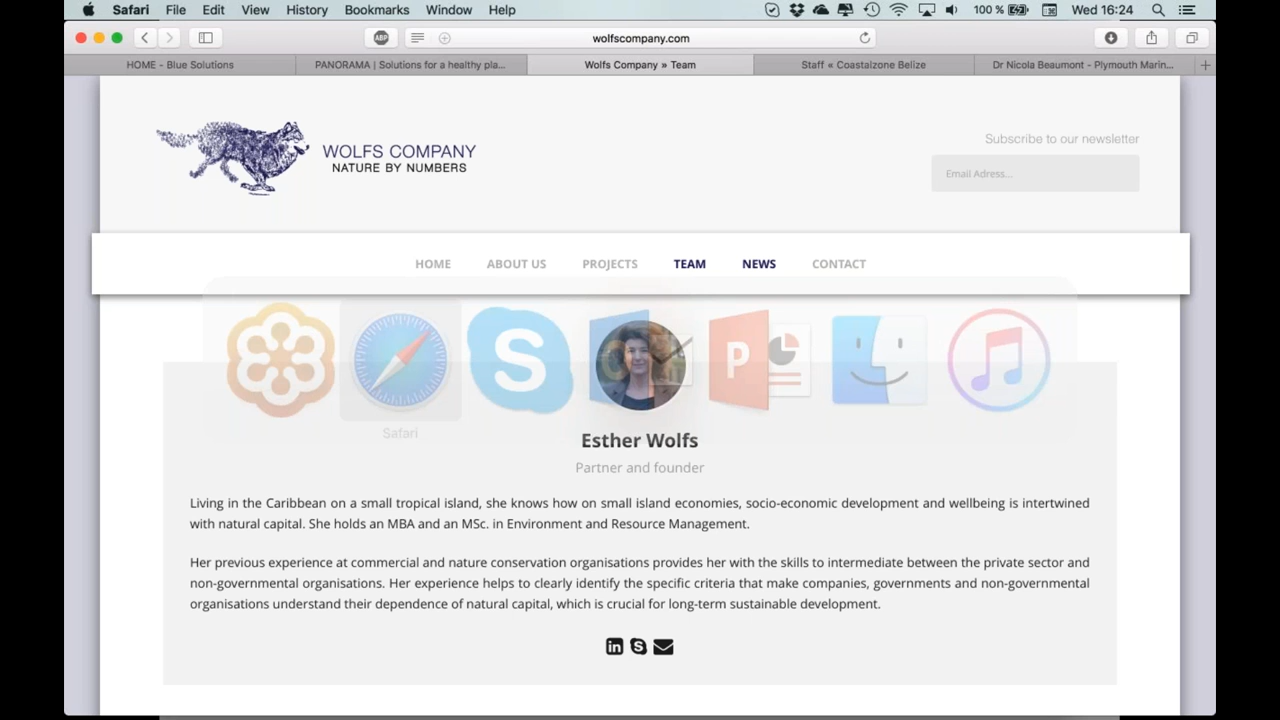 Safari File Edit View History Bookmarks Window Help 100 % Wed 16:24
ABP wolfscompany.com
HOME - Blue Solutions PANORAMA | Solutions for a healthy pla... Wolfs Company » Team Staff « Coastalzone Belize Dr Nicola Beaumont - Plymouth Marin...
WOLFS COMPANY
NATURE BY NUMBERS
Subscribe to our newsletter
Email Adress...
HOME ABOUT US PROJECTS TEAM NEWS CONTACT
S P
Safari
Esther Wolfs
Partner and founder
Living in the Caribbean on a small tropical island, she knows how on small island economies, socio-economic development and wellbeing is intertwined
with natural capital. She holds an MBA and an MSc. in Environment and Resource Management.
Her previous experience at commercial and nature conservation organisations provides her with the skills to intermediate between the private sector and
non-governmental organisations. Her experience helps to clearly identify the specific criteria that make companies, governments and non-governmental
organisations understand their dependence of natural capital, which is crucial for long-term sustainable development.
in S